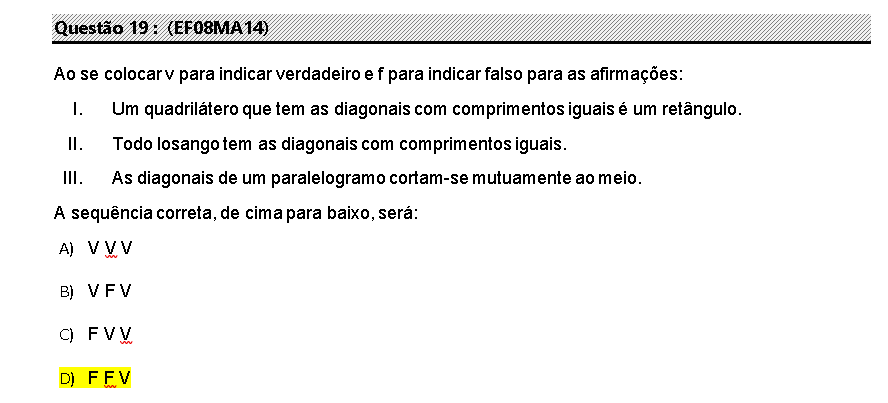 Questão 19 : (EF08MA14)
Ao se colocar v para indicar verdadeiro e f para indicar falso para as afirmações:
I. Um quadrilátero que tem as diagonais com comprimentos iguais é um retângulo.
II. Todo losango tem as diagonais com comprimentos iguais.
III. As diagonais de um paralelogramo cortam-se mutuamente ao meio.
A sequência correta, de cima para baixo, será:
A) V V V
B) V F V
C) F V V
D) F F V